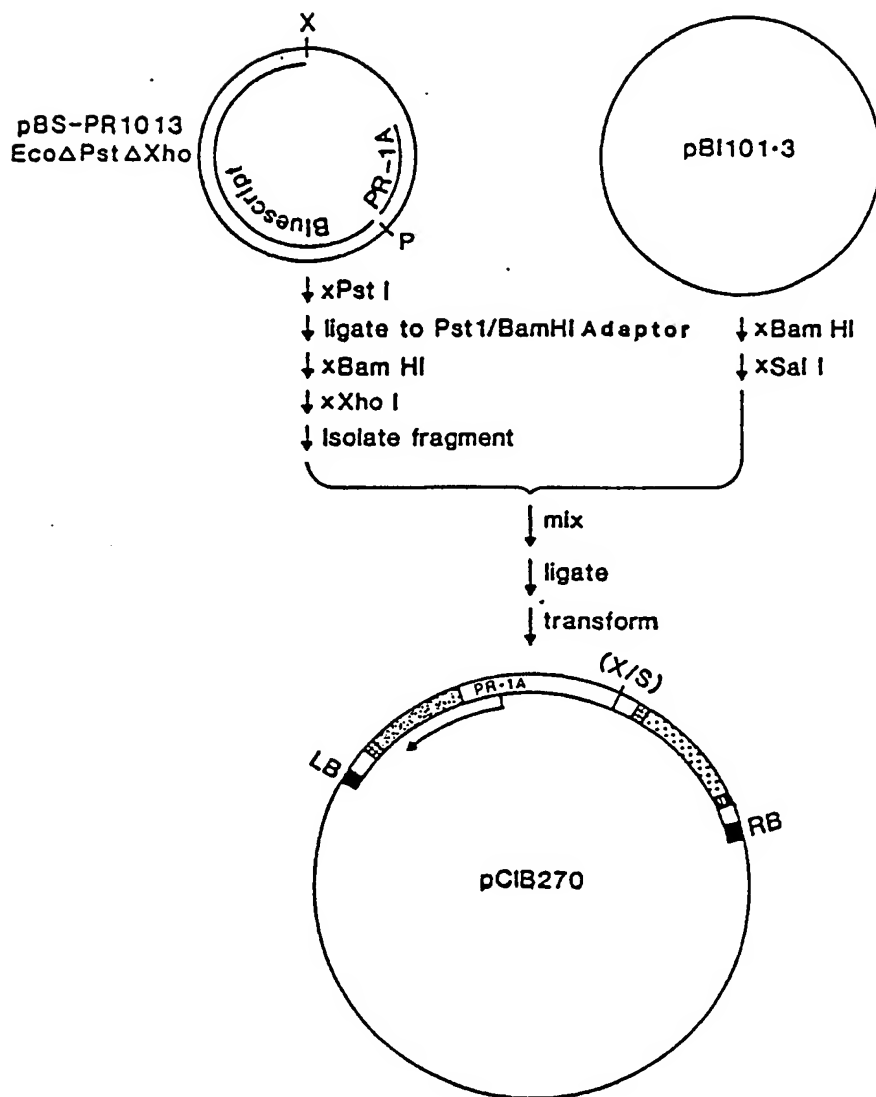 X
pBS-PR1013
EcoΔPstΔXho
PR-1A
Bluescript
P
pBI101·3
xPst I
ligate to Pst1/BamHI Adaptor
xBam HI
xXho I
Isolate fragment
xBam HI
xSal I
mix
ligate
transform
(X/S)
PR-1A
LB
RB
pCIB270